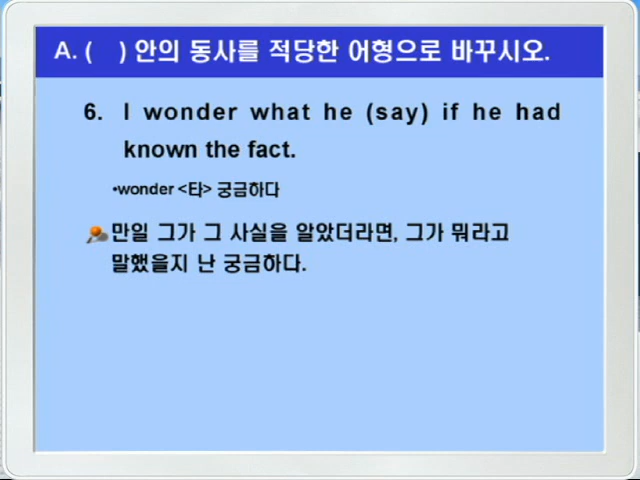 A. (    ) 안의 동사를 적당한 어형으로 바꾸시오.
6. I wonder what he (say) if he had
known the fact.
•wonder <타> 궁금하다
만일 그가 그 사실을 알았더라면, 그가 뭐라고
말했을지 난 궁금하다.